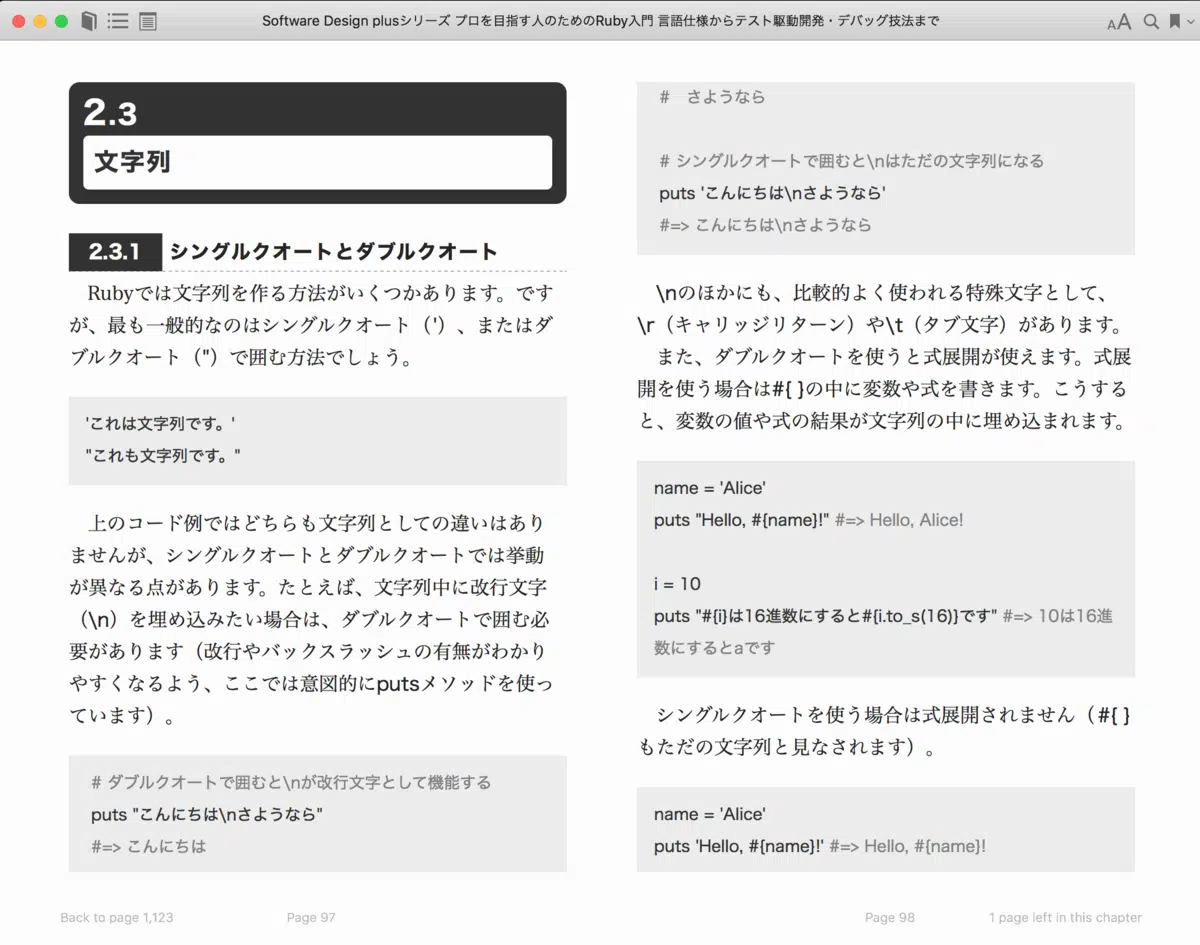 Software Design plusシリーズ プロを目指す人のためのRuby入門 言語仕様からテスト駆動開発・デバッグ技法まで
AA
2.3
文字列
2.3.1 シングルクオートとダブルクオート
Rubyでは文字列を作る方法がいくつかあります。です
が、最も一般的なのはシングルクオート（'）、またはダ
ブルクオート（"）で囲む方法でしょう。
'これは文字列です。'
"これも文字列です。"
上のコード例ではどちらも文字列としての違いはあり
ませんが、シングルクオートとダブルクオートでは挙動
が異なる点があります。たとえば、文字列中に改行文字
（\n）を埋め込みたい場合は、ダブルクオートで囲む必
要があります（改行やバックスラッシュの有無がわかり
やすくなるよう、ここでは意図的にputsメソッドを使っ
ています）。
# ダブルクオートで囲むと\nが改行文字として機能する
puts "こんにちは\nさようなら"
#=> こんにちは
#　さようなら
# シングルクオートで囲むと\nはただの文字列になる
puts 'こんにちは\nさようなら'
#=> こんにちは\nさようなら
\nのほかにも、比較的よく使われる特殊文字として、
\r（キャリッジリターン）や\t（タブ文字）があります。
また、ダブルクオートを使うと式展開が使えます。式展
開を使う場合は#{ }の中に変数や式を書きます。こうする
と、変数の値や式の結果が文字列の中に埋め込まれます。
name = 'Alice'
puts "Hello, #{name}!" #=> Hello, Alice!
i = 10
puts "#{i}は16進数にすると#{i.to_s(16)}です" #=> 10は16進
数にするとaです
シングルクオートを使う場合は式展開されません（#{ }
もただの文字列と見なされます）。
name = 'Alice'
puts 'Hello, #{name}!' #=> Hello, #{name}!
Back to page 1,123
Page 97
Page 98
1 page left in this chapter